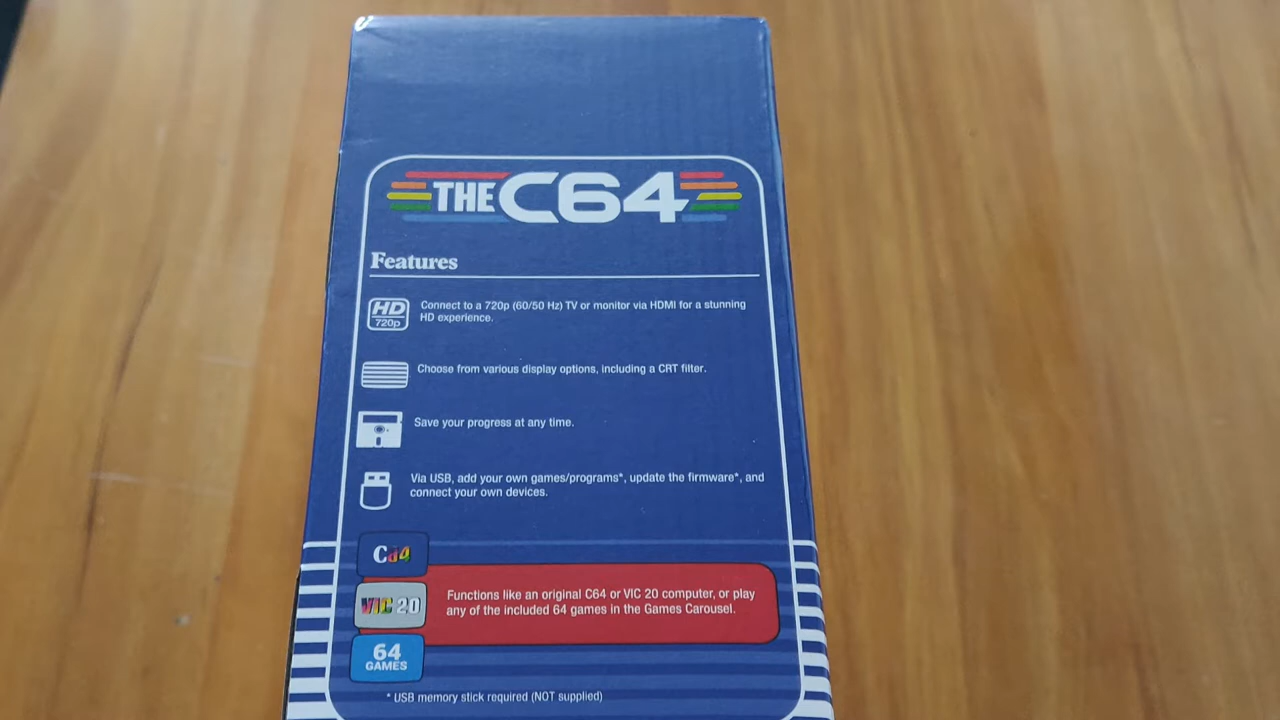 THE C64
Features
HD
720p
Connect to a 720p (60/50 Hz) TV or monitor via HDMI for a stunning
HD experience.
Choose from various display options, including a CRT filter.
Save your progress at any time.
Via USB, add your own games/programs*, update the firmware*, and
connect your own devices.
C64
VIC 20
Functions like an original C64 or VIC 20 computer, or play
any of the included 64 games in the Games Carousel.
64
GAMES
* USB memory stick required (NOT supplied)